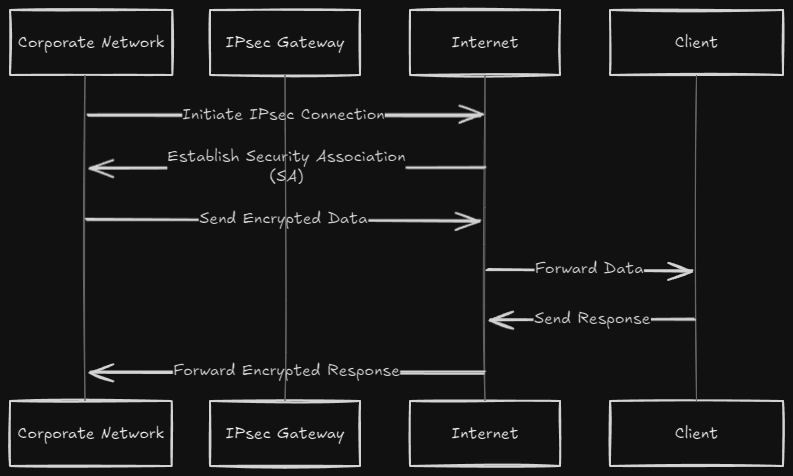 Corporate Network
IPsec Gateway
Internet
Client
Initiate IPsec Connection
Establish Security Association
(SA)
Send Encrypted Data
Forward Data
Send Response
Forward Encrypted Response
Corporate Network
IPsec Gateway
Internet
Client